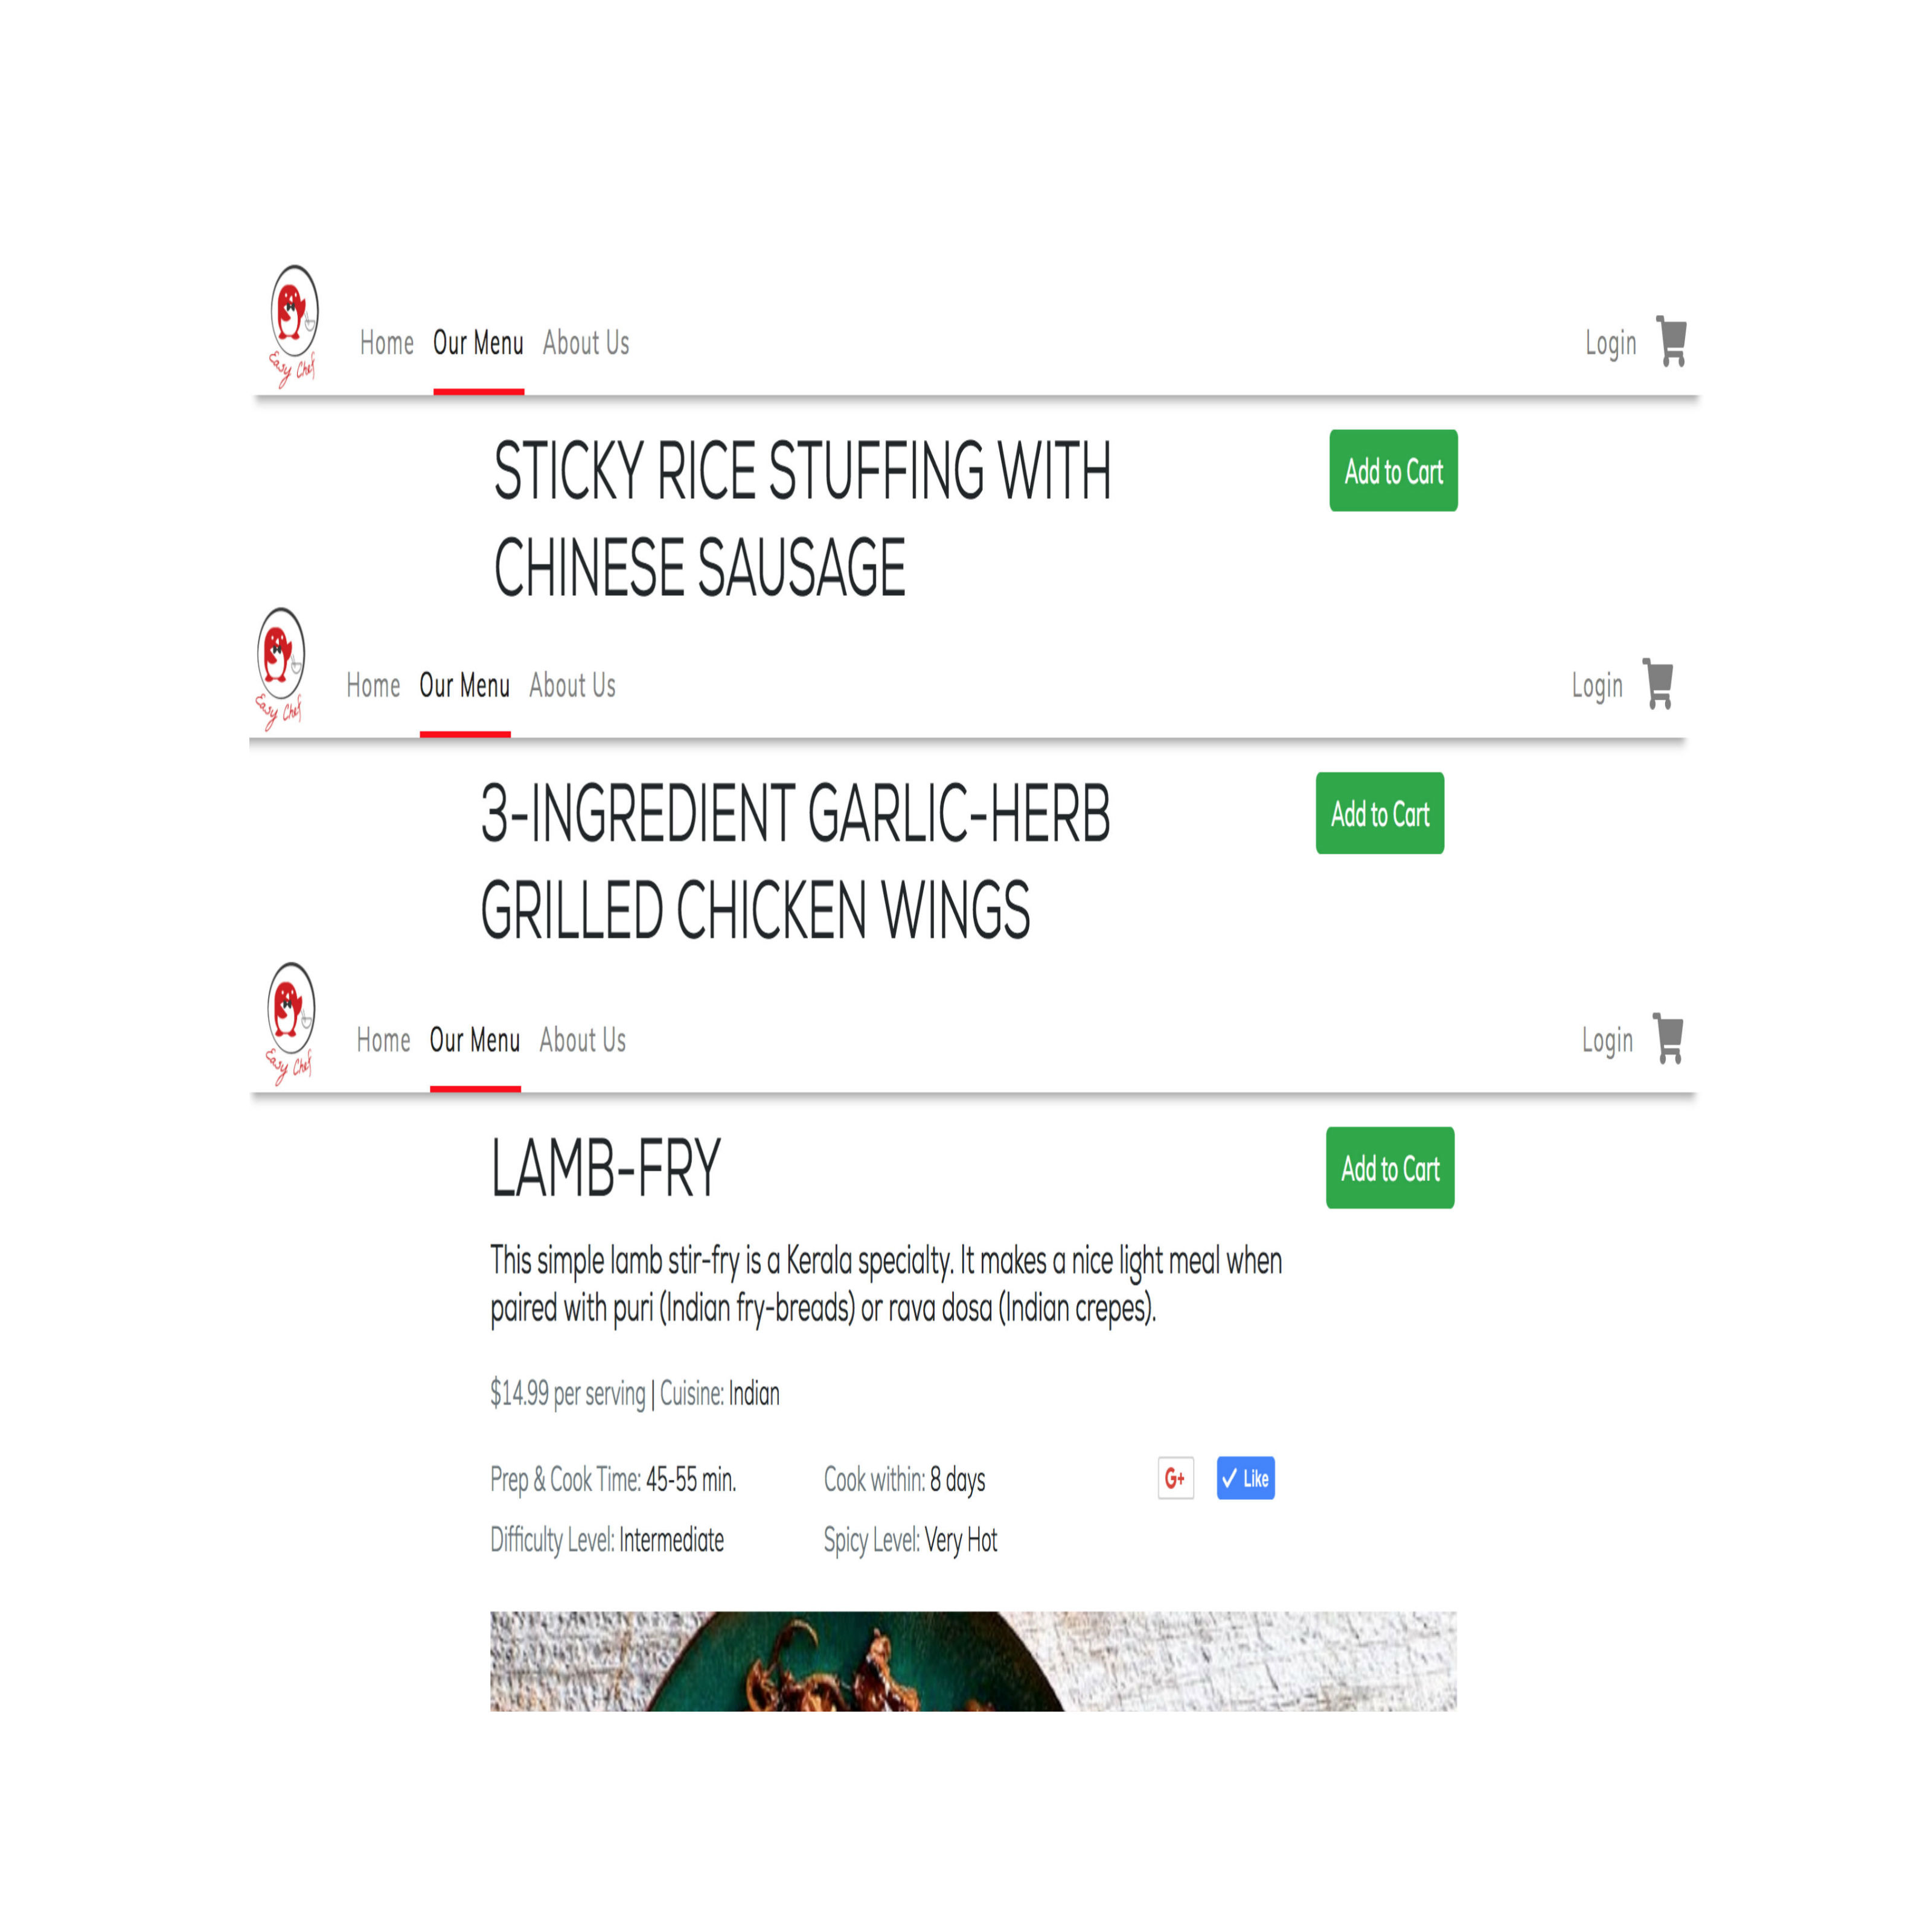 Easy Chef
Home Our Menu About Us Login
STICKY RICE STUFFING WITH Add to Cart
CHINESE SAUSAGE
Easy Chef
Home Our Menu About Us Login
3-INGREDIENT GARLIC-HERB Add to Cart
GRILLED CHICKEN WINGS
Easy Chef
Home Our Menu About Us Login
LAMB-FRY Add to Cart
This simple lamb stir-fry is a Kerala specialty. It makes a nice light meal when
paired with puri (Indian fry-breads) or rava dosa (Indian crepes).
$14.99 per serving | Cuisine: Indian
Prep & Cook Time: 45-55 min. Cook within: 8 days G+ ✓ Like
Difficulty Level: Intermediate Spicy Level: Very Hot